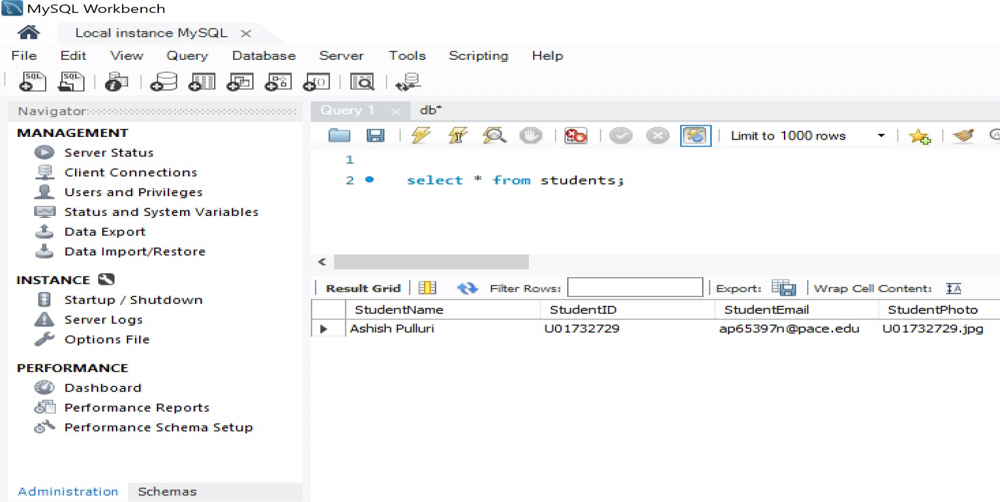 MySQL Workbench
Local instance MySQL
File Edit View Query Database Server Tools Scripting Help
Navigator
MANAGEMENT
Server Status
Client Connections
Users and Privileges
Status and System Variables
Data Export
Data Import/Restore
INSTANCE
Startup / Shutdown
Server Logs
Options File
PERFORMANCE
Dashboard
Performance Reports
Performance Schema Setup
Administration Schemas
Query 1 db*
Limit to 1000 rows
1
2 select * from students;
Result Grid Filter Rows: Export: Wrap Cell Content:
StudentName StudentID StudentEmail StudentPhoto
Ashish Pulluri U01732729 ap65397n@pace.edu U01732729.jpg